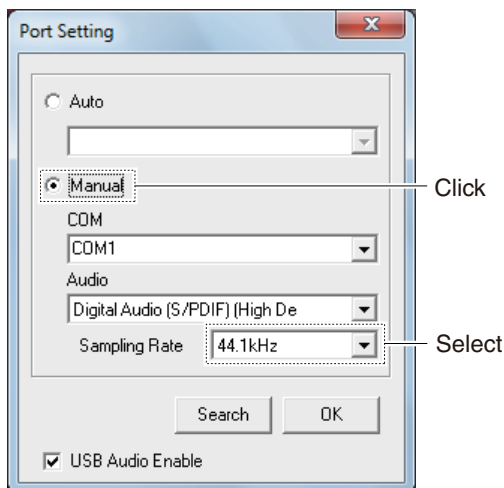 Port Setting
Auto
Manual
Click
COM
COM1
Audio
Digital Audio (S/PDIF) (High De
Sampling Rate 44.1kHz
Select
Search OK
USB Audio Enable